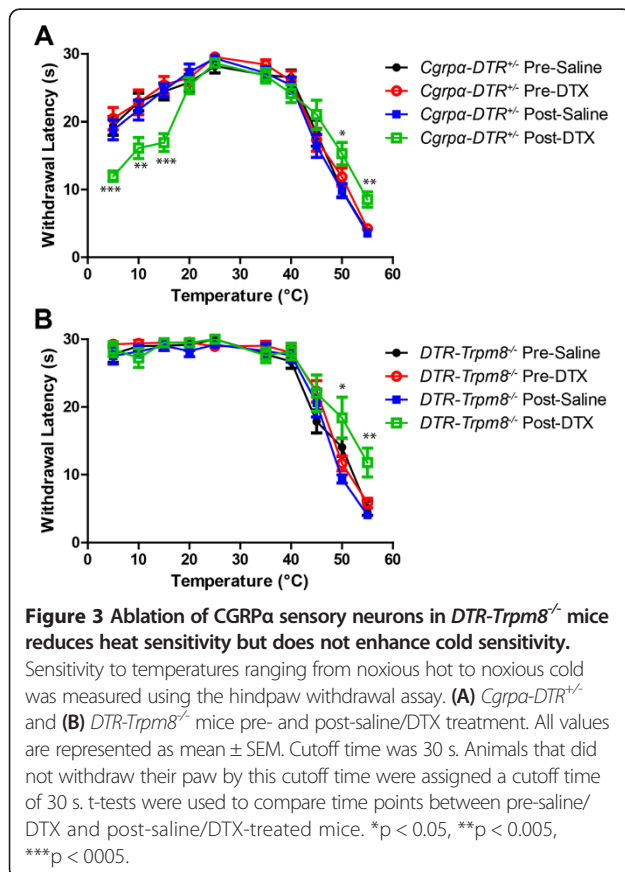 A
Withdrawal Latency (s)
30
20
10
0
0 10 20 30 40 50 60
Temperature (°C)
*** ** *** * **
Cgrpα-DTR+/- Pre-Saline
Cgrpα-DTR+/- Pre-DTX
Cgrpα-DTR+/- Post-Saline
Cgrpα-DTR+/- Post-DTX
B
Withdrawal Latency (s)
30
20
10
0
0 10 20 30 40 50 60
Temperature (°C)
* **
DTR-Trpm8-/- Pre-Saline
DTR-Trpm8-/- Pre-DTX
DTR-Trpm8-/- Post-Saline
DTR-Trpm8-/- Post-DTX
Figure 3 Ablation of CGRPα sensory neurons in DTR-Trpm8-/- mice
reduces heat sensitivity but does not enhance cold sensitivity.
Sensitivity to temperatures ranging from noxious hot to noxious cold
was measured using the hindpaw withdrawal assay. (A) Cgrpa-DTR+/-
and (B) DTR-Trpm8-/- mice pre- and post-saline/DTX treatment. All values
are represented as mean ± SEM. Cutoff time was 30 s. Animals that did
not withdraw their paw by this cutoff time were assigned a cutoff time
of 30 s. t-tests were used to compare time points between pre-saline/
DTX and post-saline/DTX-treated mice. *p < 0.05, **p < 0.005,
***p < 0005.